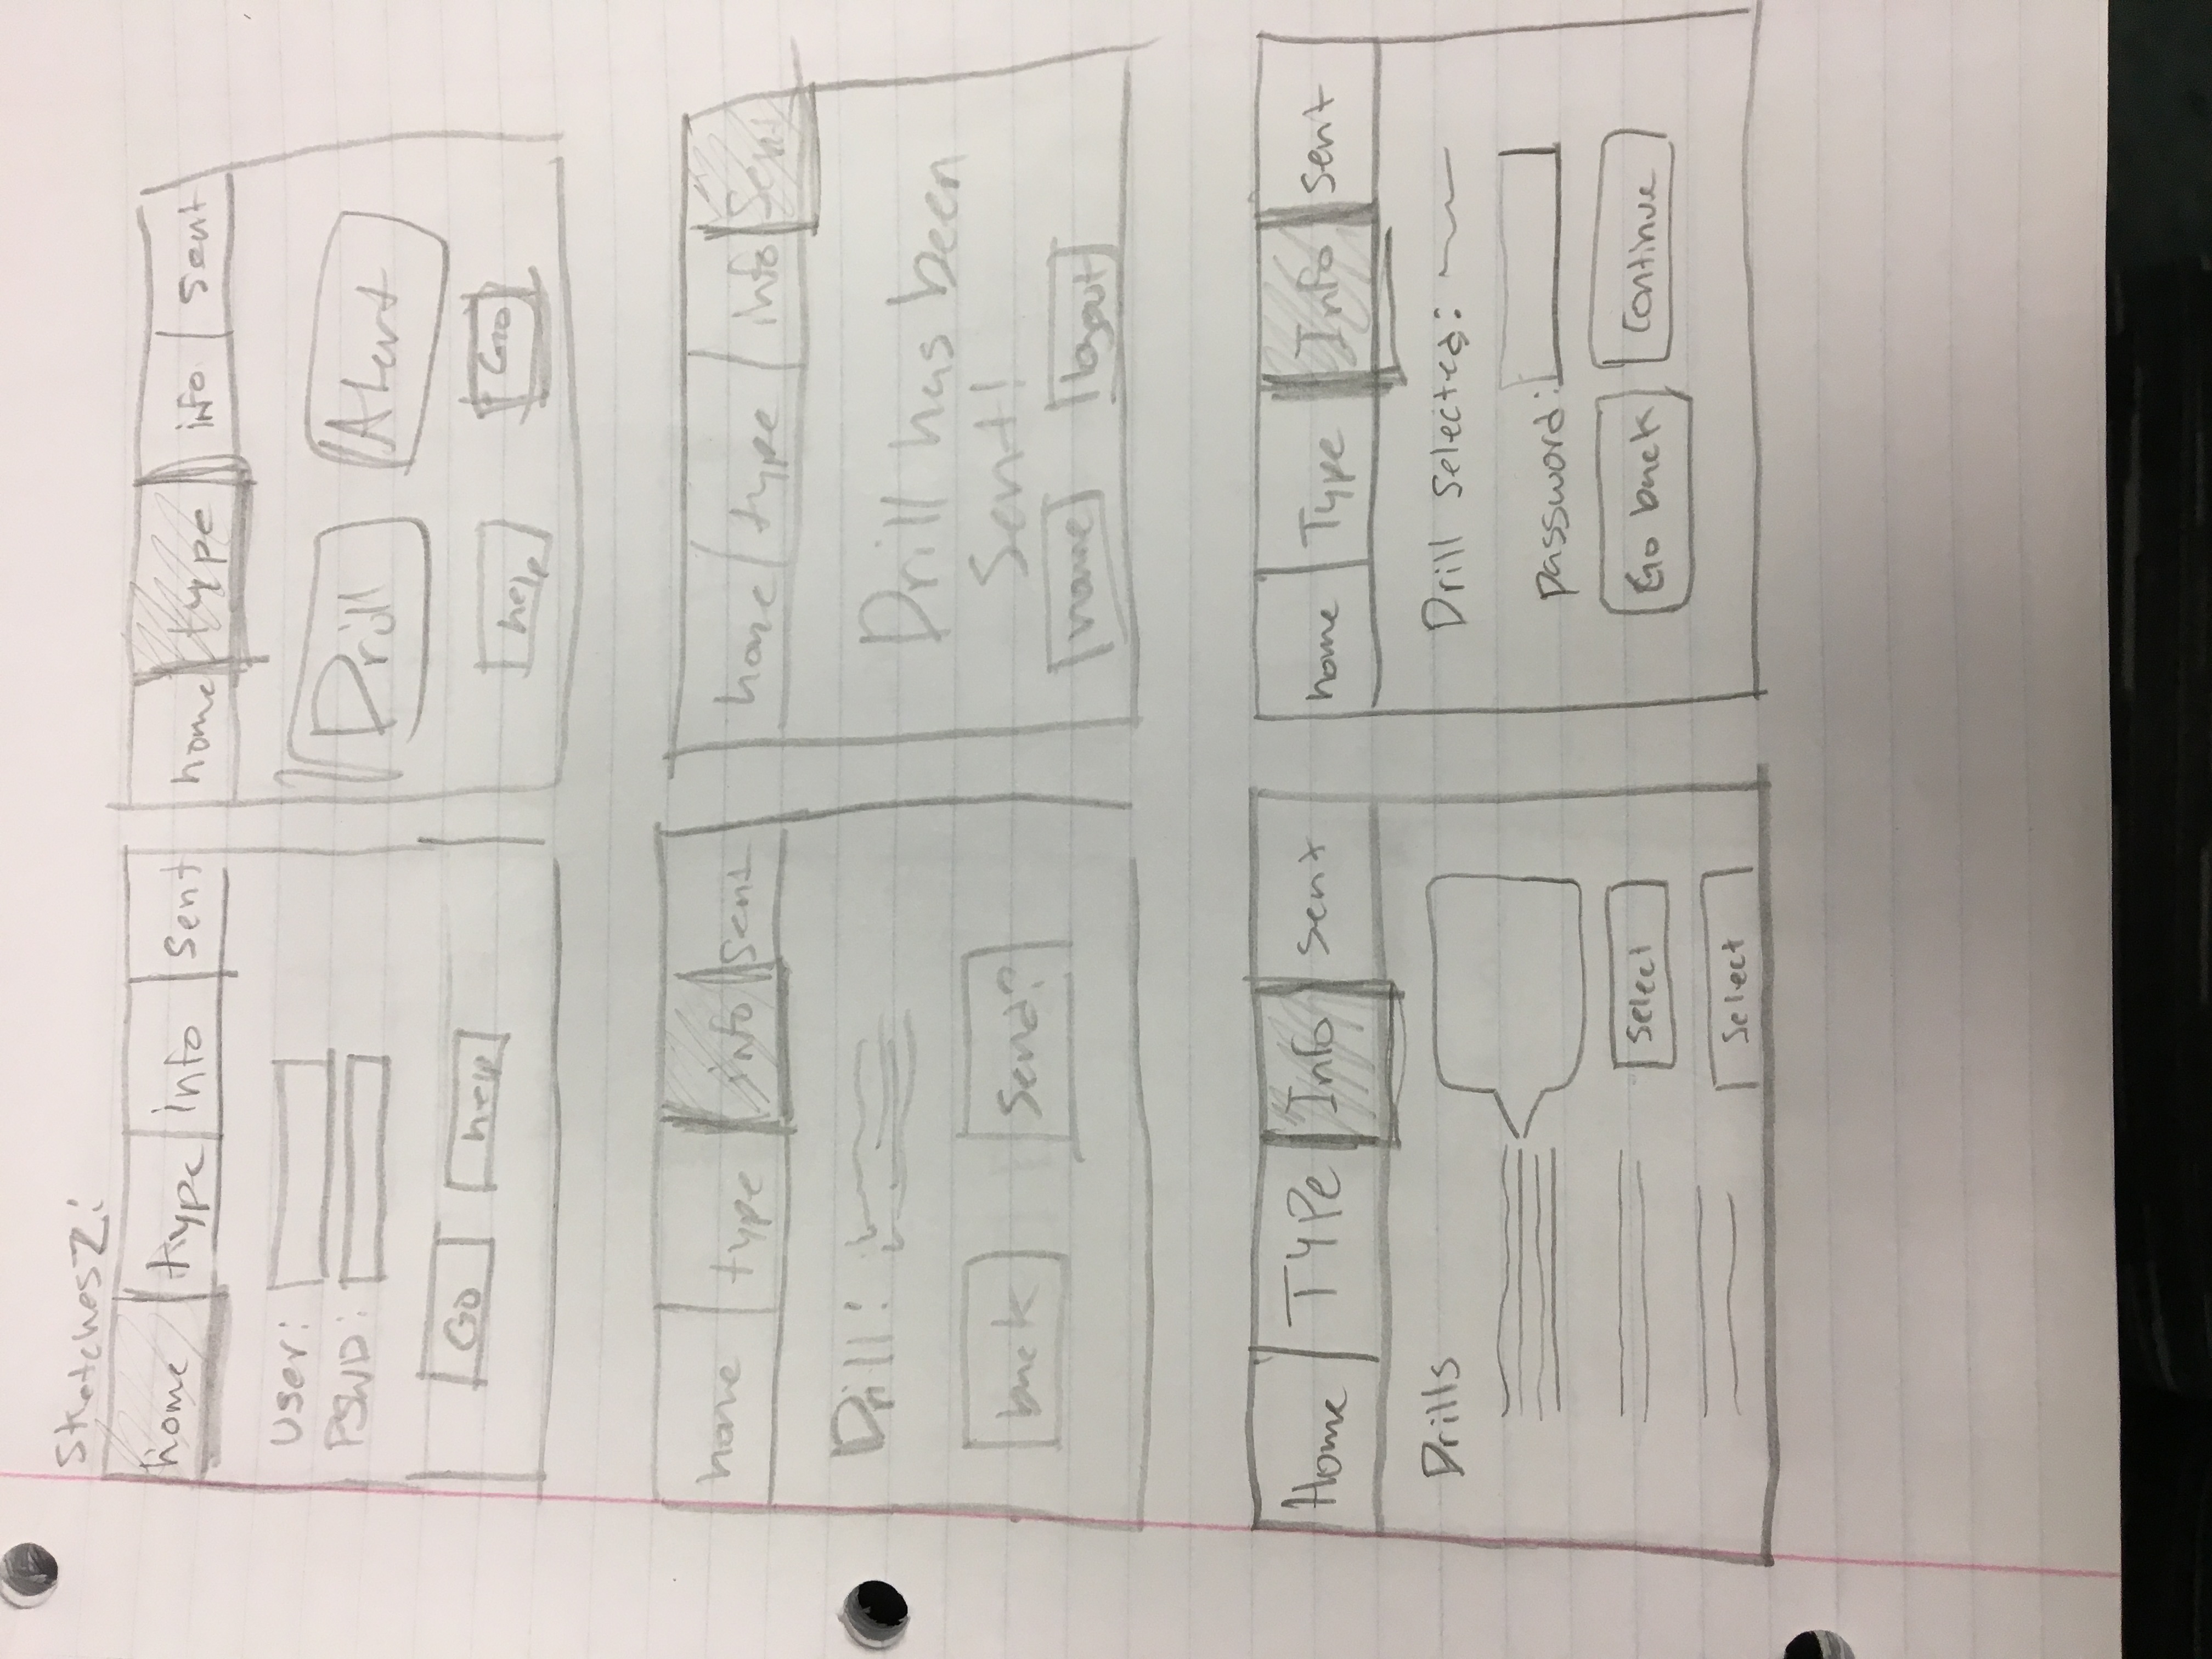 Sketches 2:
home type info sent
User:
PSWD:
Go help
home type info sent
Drill Alert
help Go
home type info sent
Drill:
back Send?
home type info Sent
Drill has been
Sent!
home logout
Home TYPe Info Sent
Drills
Select
Select
home Type Info Sent
Drill Selected:
password:
Go back Continue